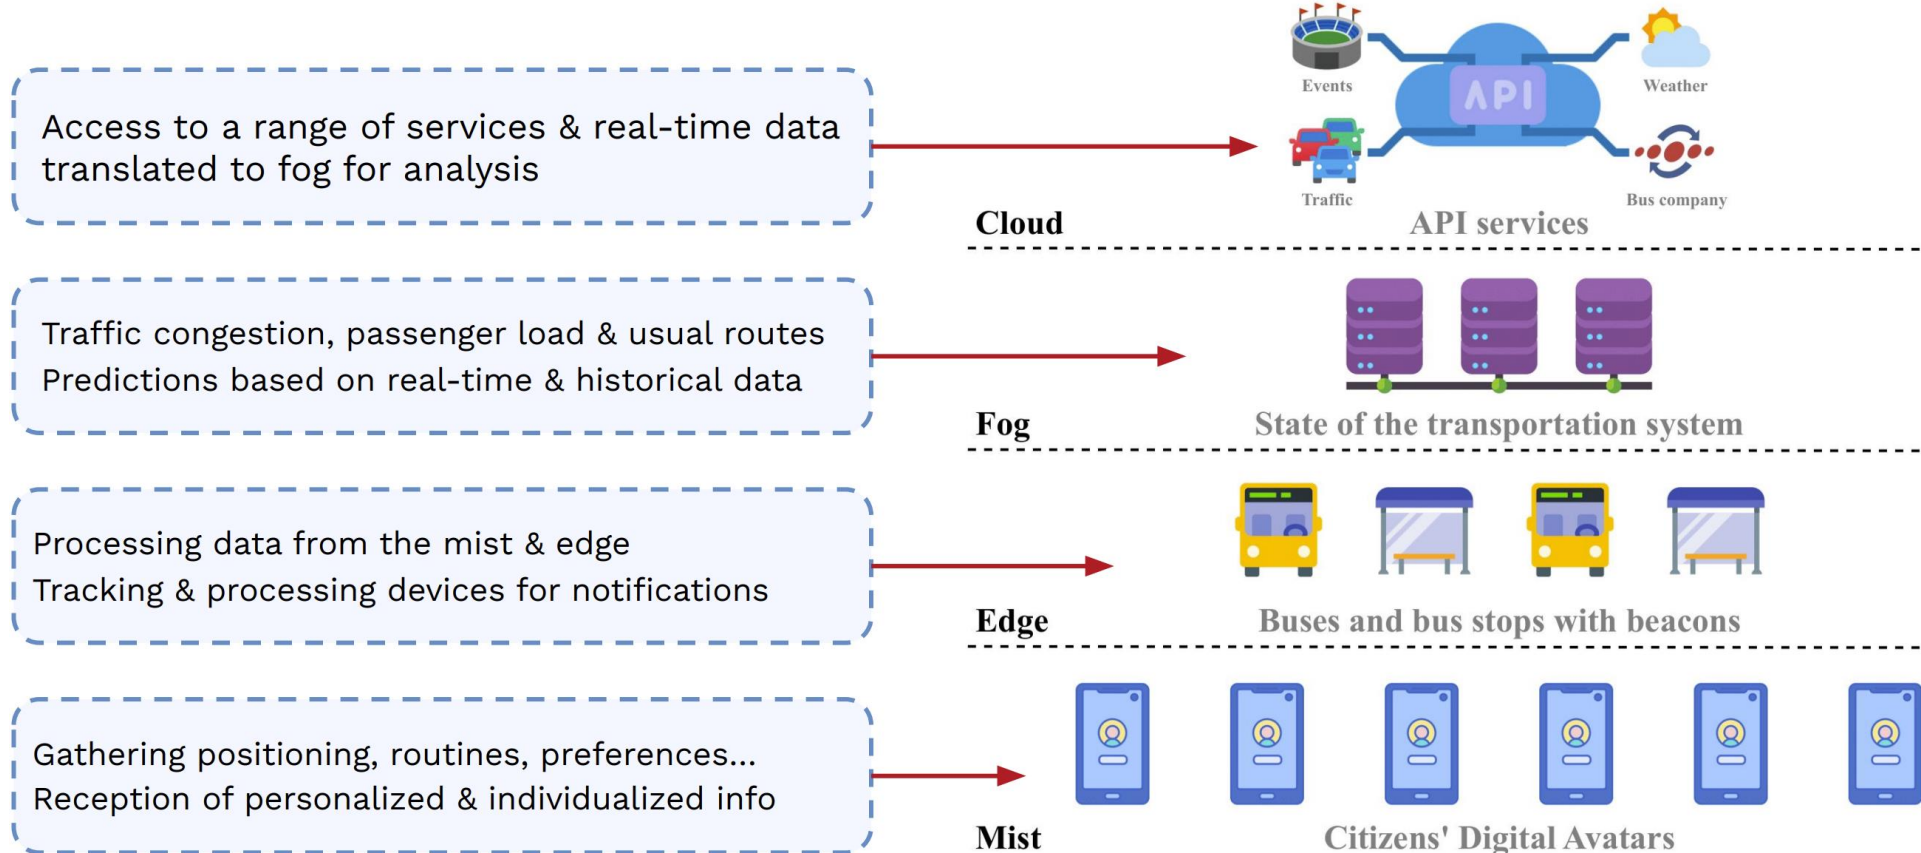 Access to a range of services & real-time data
translated to fog for analysis
Events
Weather
API
Traffic
Bus company
Cloud
API services
Traffic congestion, passenger load & usual routes
Predictions based on real-time & historical data
Fog
State of the transportation system
Processing data from the mist & edge
Tracking & processing devices for notifications
Edge
Buses and bus stops with beacons
Gathering positioning, routines, preferences...
Reception of personalized & individualized info
Mist
Citizens' Digital Avatars